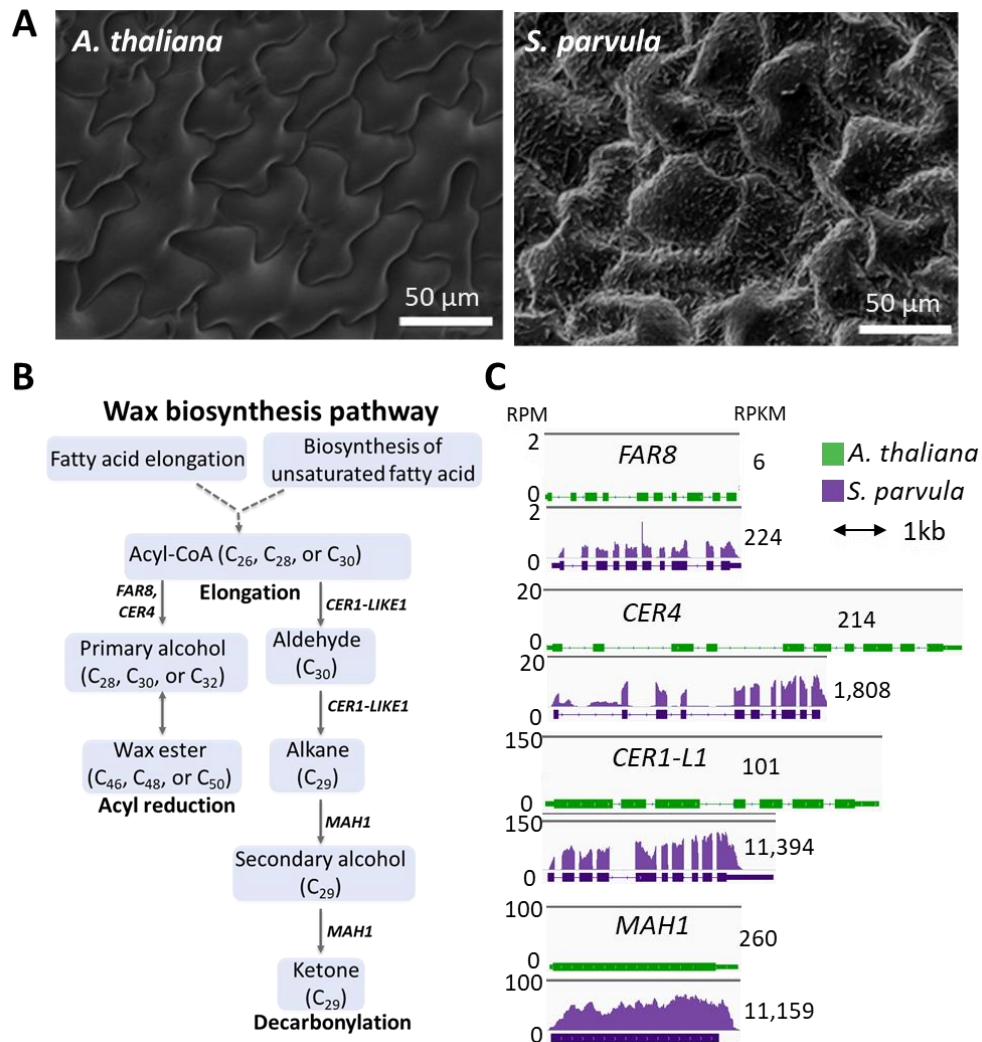 A
A. thaliana
50 µm
S. parvula
50 µm
B
Wax biosynthesis pathway
Fatty acid elongation
Biosynthesis of
unsaturated fatty acid
Acyl-CoA (C₂₆, C₂₈, or C₃₀)
FAR8,
CER4
Elongation
CER1-LIKE1
Primary alcohol
(C₂₈, C₃₀, or C₃₂)
Aldehyde
(C₃₀)
CER1-LIKE1
Wax ester
(C₄₆, C₄₈, or C₅₀)
Acyl reduction
Alkane
(C₂₉)
MAH1
Secondary alcohol
(C₂₉)
MAH1
Ketone
(C₂₉)
Decarbonylation
C
RPM
RPKM
2
FAR8
6
0
2
224
0
A. thaliana
S. parvula
1kb
20
CER4
214
0
20
1,808
0
150
CER1-L1
101
0
150
11,394
0
100
MAH1
260
0
100
11,159
0